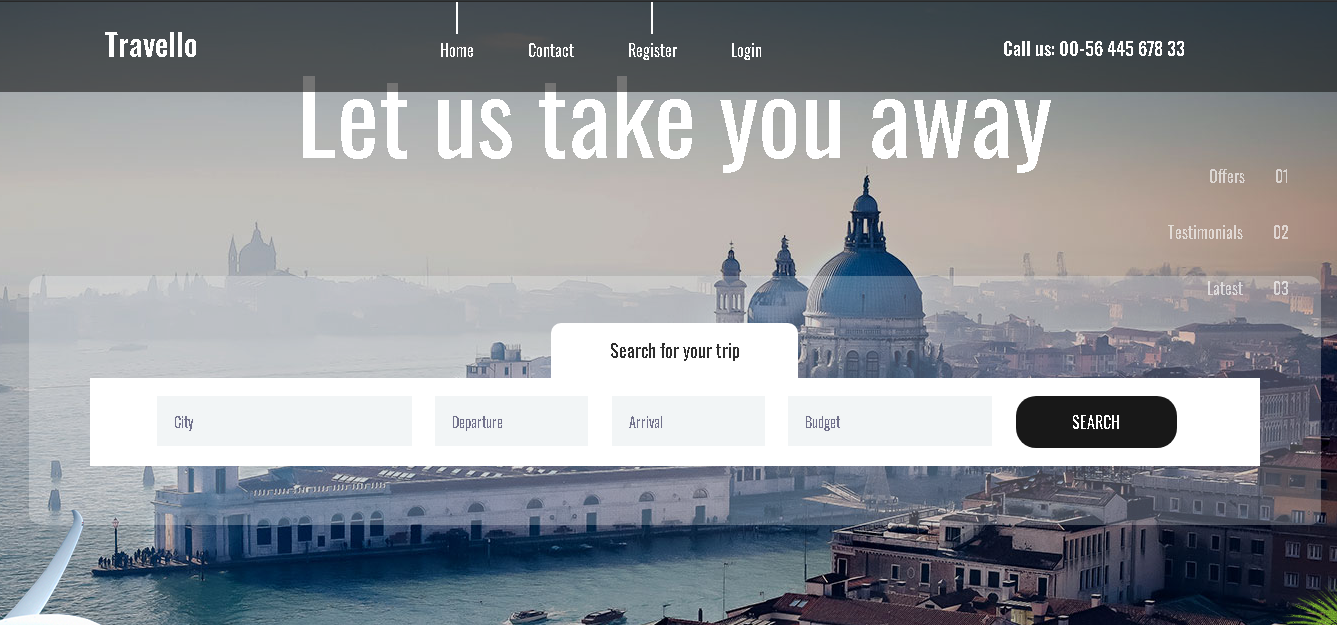 Travello
Home Contact Register Login
Call us: 00-56 445 678 33
Let us take you away
Offers 01
Testimonials 02
Latest 03
Search for your trip
City Departure Arrival Budget SEARCH